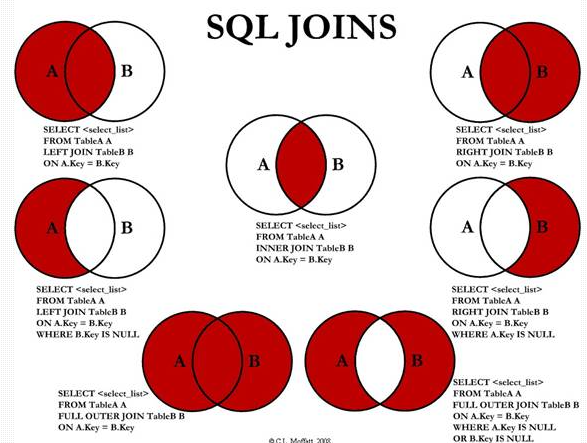 SQL JOINS
A B
SELECT <select_list>
FROM TableA A
LEFT JOIN TableB B
ON A.Key = B.Key
A B
SELECT <select_list>
FROM TableA A
RIGHT JOIN TableB B
ON A.Key = B.Key
A B
SELECT <select_list>
FROM TableA A
INNER JOIN TableB B
ON A.Key = B.Key
A B
SELECT <select_list>
FROM TableA A
LEFT JOIN TableB B
ON A.Key = B.Key
WHERE B.Key IS NULL
A B
SELECT <select_list>
FROM TableA A
RIGHT JOIN TableB B
ON A.Key = B.Key
WHERE A.Key IS NULL
A B
SELECT <select_list>
FROM TableA A
FULL OUTER JOIN TableB B
ON A.Key = B.Key
A B
SELECT <select_list>
FROM TableA A
FULL OUTER JOIN TableB B
ON A.Key = B.Key
WHERE A.Key IS NULL
OR B.Key IS NULL
© C.L. Moffatt, 2008